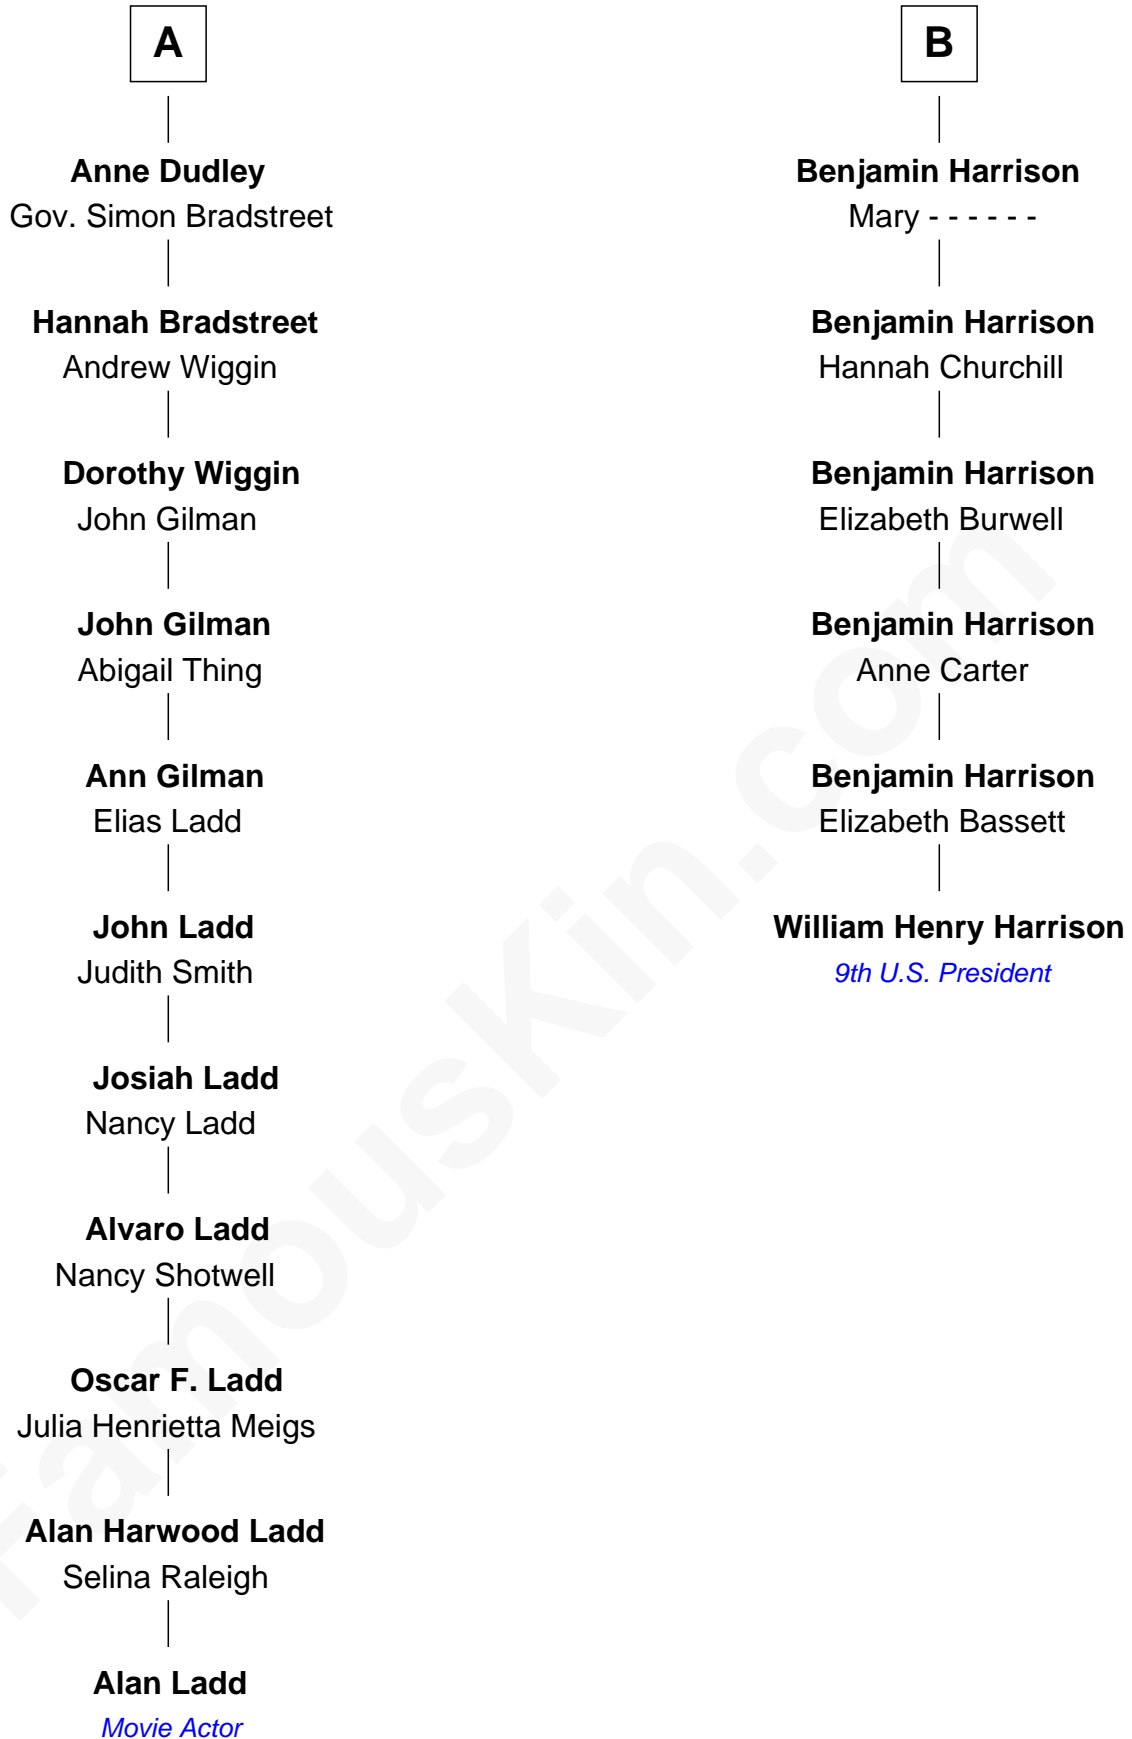 A
Anne Dudley
Gov. Simon Bradstreet
Hannah Bradstreet
Andrew Wiggin
Dorothy Wiggin
John Gilman
John Gilman
Abigail Thing
Ann Gilman
Elias Ladd
John Ladd
Judith Smith
Josiah Ladd
Nancy Ladd
Alvaro Ladd
Nancy Shotwell
Oscar F. Ladd
Julia Henrietta Meigs
Alan Harwood Ladd
Selina Raleigh
Alan Ladd
Movie Actor
B
Benjamin Harrison
Mary - - - - - -
Benjamin Harrison
Hannah Churchill
Benjamin Harrison
Elizabeth Burwell
Benjamin Harrison
Anne Carter
Benjamin Harrison
Elizabeth Bassett
William Henry Harrison
9th U.S. President
FamousKin.com